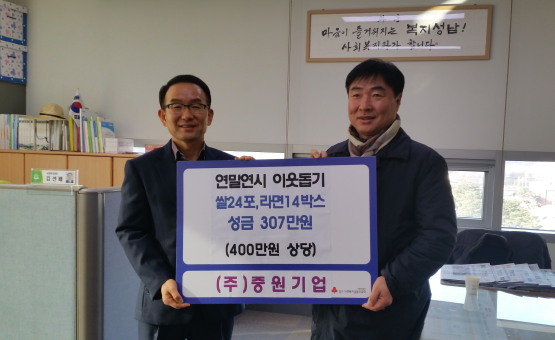 마음이 즐거워지는 복지성남!
사회복지과가 합니다.
연말연시 이웃돕기
쌀24포,라면14박스
성금 307만원
(400만원 상당)
(주)중원기업